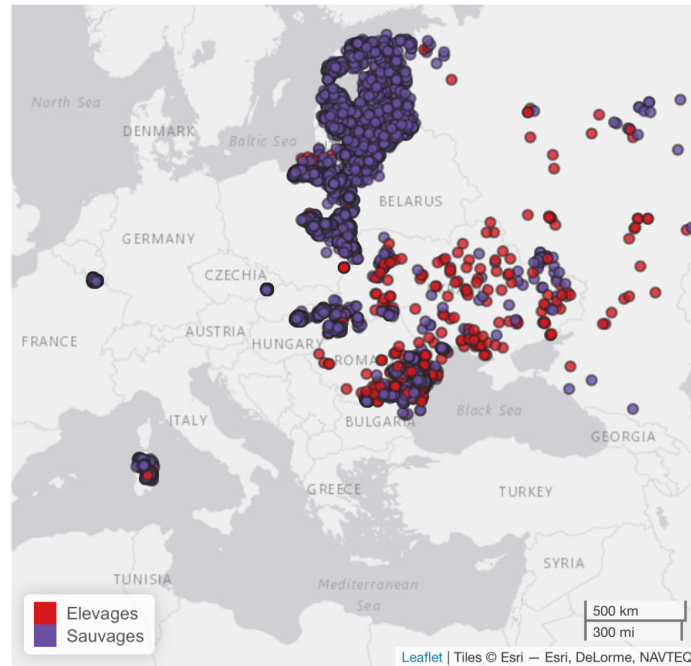 North Sea
DENMARK
Baltic Sea
BELARUS
GERMANY
CZECHIA
FRANCE
AUSTRIA
HUNGARY
ROMA
ITALY
BULGARIA
Black Sea
GEORGIA
GREECE
TURKEY
SYRIA
TUNISIA
Mediterranean
Sea
Elevages
Sauvages
500 km
300 mi
Leaflet | Tiles © Esri — Esri, DeLorme, NAVTEQ